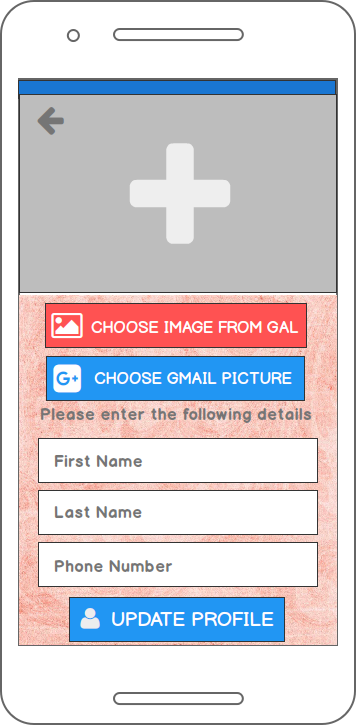 CHOOSE IMAGE FROM GAL
G+ CHOOSE GMAIL PICTURE
Please enter the following details
First Name
Last Name
Phone Number
UPDATE PROFILE